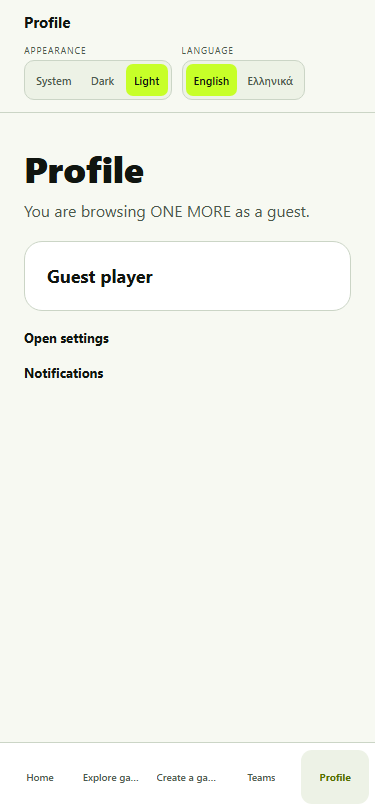 Profile
APPEARANCE
LANGUAGE
System Dark Light
English Ελληνικά
Profile
You are browsing ONE MORE as a guest.
Guest player
Open settings
Notifications
Home Explore ga... Create a ga... Teams Profile